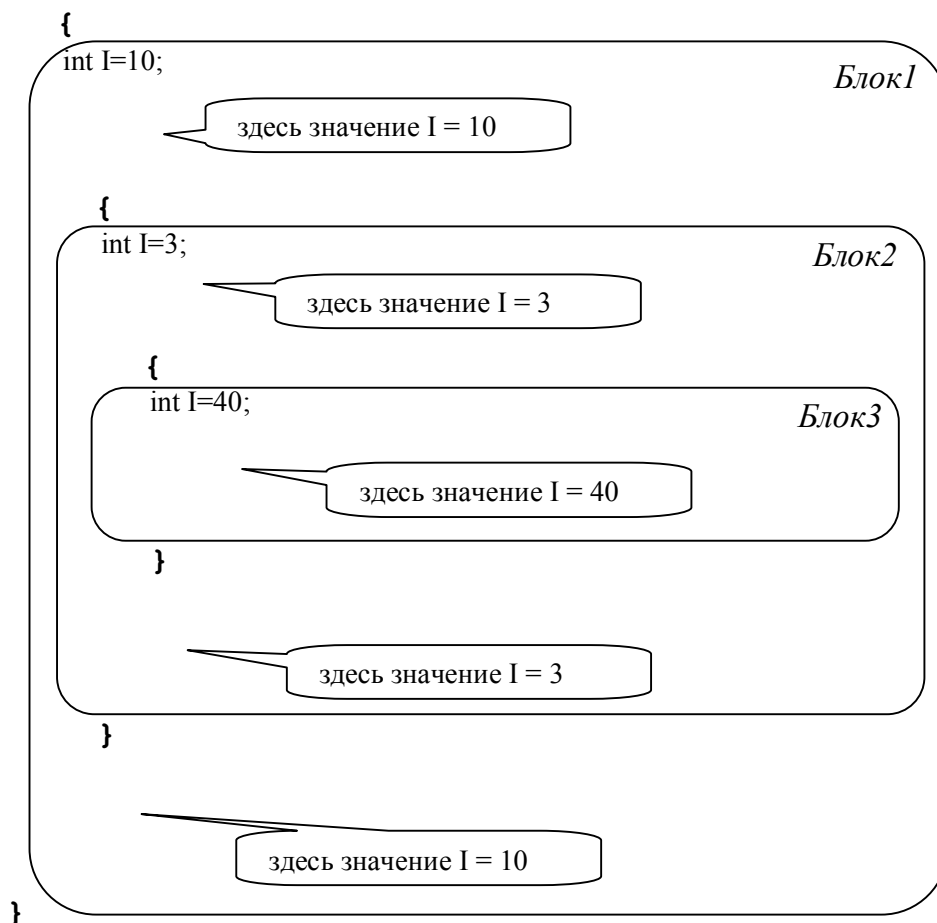 {
int I=10;
Блок1
здесь значение I = 10
{
int I=3;
Блок2
здесь значение I = 3
{
int I=40;
Блок3
здесь значение I = 40
}
здесь значение I = 3
}
здесь значение I = 10
}